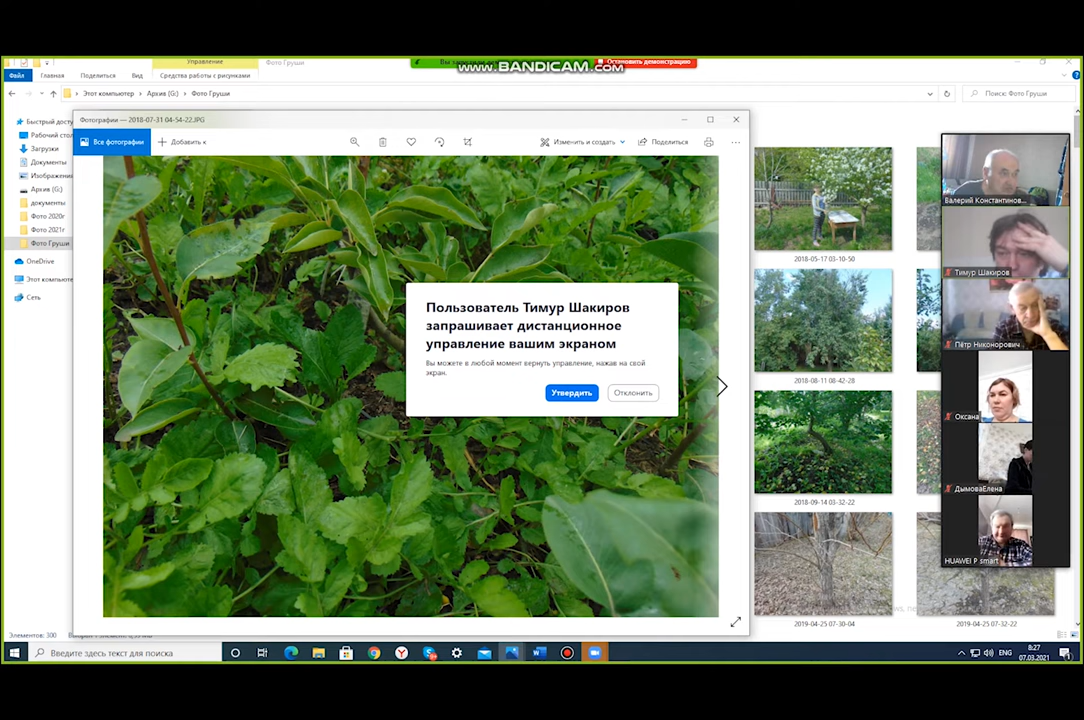 Управление
Фото Груши
www.BANDICAM.com
Остановить демонстрацию
Файл
Главная
Поделиться
Вид
Средства работы с рисунками
Этот компьютер
Архив (G:)
Фото Груши
Поиск: Фото Груши
Быстрый досту
Рабочий стол
Загрузки
Документы
Изображени
Архив (G:)
документы
Фото 2020г
Фото 2021г
Фото Груши
OneDrive
Этот компьюте
Сеть
Фотографии — 2018-07-31 04-54-22.JPG
Все фотографии
Добавить к
Изменить и создать
Поделиться
Пользователь Тимур Шакиров
запрашивает дистанционное
управление вашим экраном
Вы можете в любой момент вернуть управление, нажав на свой
экран.
Утвердить
Отклонить
2018-05-17 03-10-50
2018-08-11 08-42-28
2018-09-14 03-32-22
2019-04-25 07-30-04
2019-04-25 07-32-22
Валерий Константинов...
Тимур Шакиров
Пётр Никонорович
Оксана
ДымоваЕлена
HUAWEI P smart
Элементов: 300
Введите здесь текст для поиска
ENG
8:27
07.03.2021